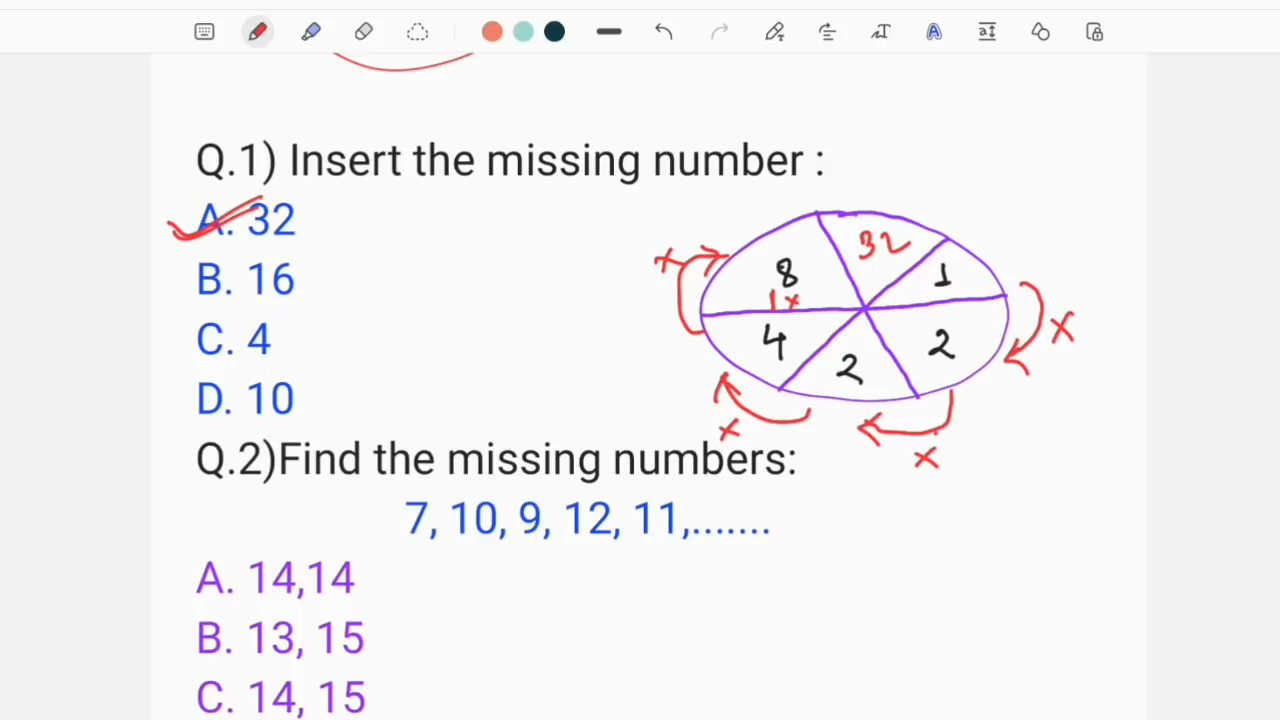 Q.1) Insert the missing number :
A. 32
B. 16
C. 4
D. 10
32
8
1
1 x
4
2
2
x
x
x
x
Q.2)Find the missing numbers:
7, 10, 9, 12, 11,.......
A. 14,14
B. 13, 15
C. 14, 15